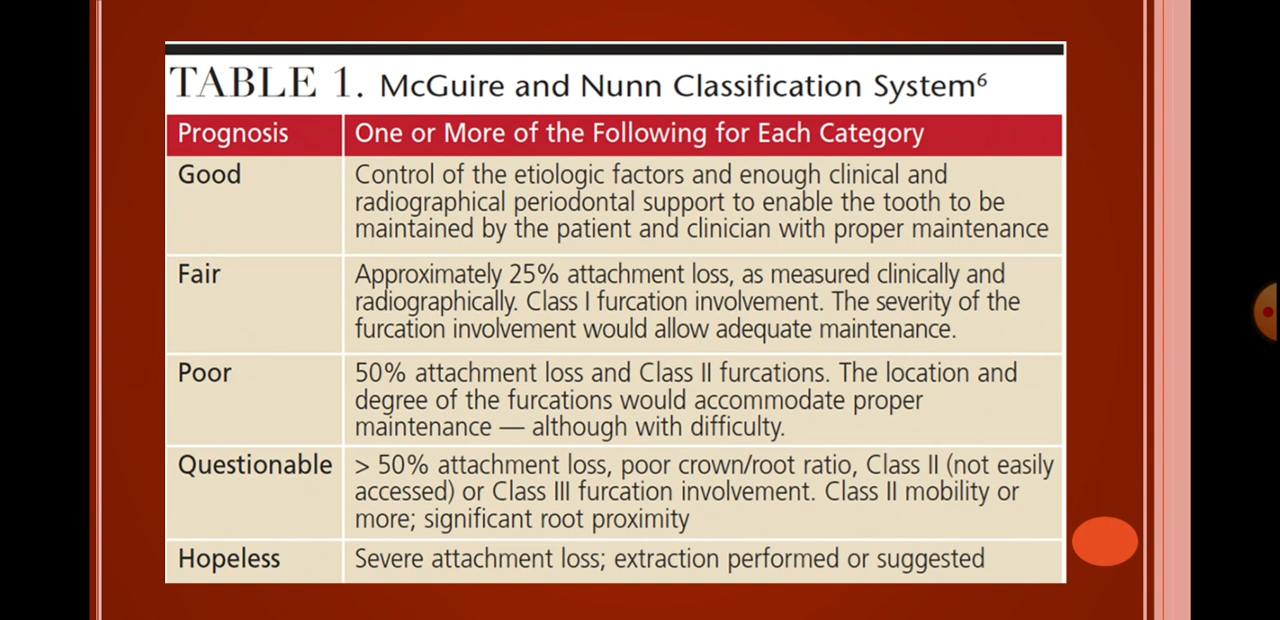 TABLE 1. McGuire and Nunn Classification System⁶
Prognosis
One or More of the Following for Each Category
Good
Control of the etiologic factors and enough clinical and
radiographical periodontal support to enable the tooth to be
maintained by the patient and clinician with proper maintenance
Fair
Approximately 25% attachment loss, as measured clinically and
radiographically. Class I furcation involvement. The severity of the
furcation involvement would allow adequate maintenance.
Poor
50% attachment loss and Class II furcations. The location and
degree of the furcations would accommodate proper
maintenance — although with difficulty.
Questionable
> 50% attachment loss, poor crown/root ratio, Class II (not easily
accessed) or Class III furcation involvement. Class II mobility or
more; significant root proximity
Hopeless
Severe attachment loss; extraction performed or suggested